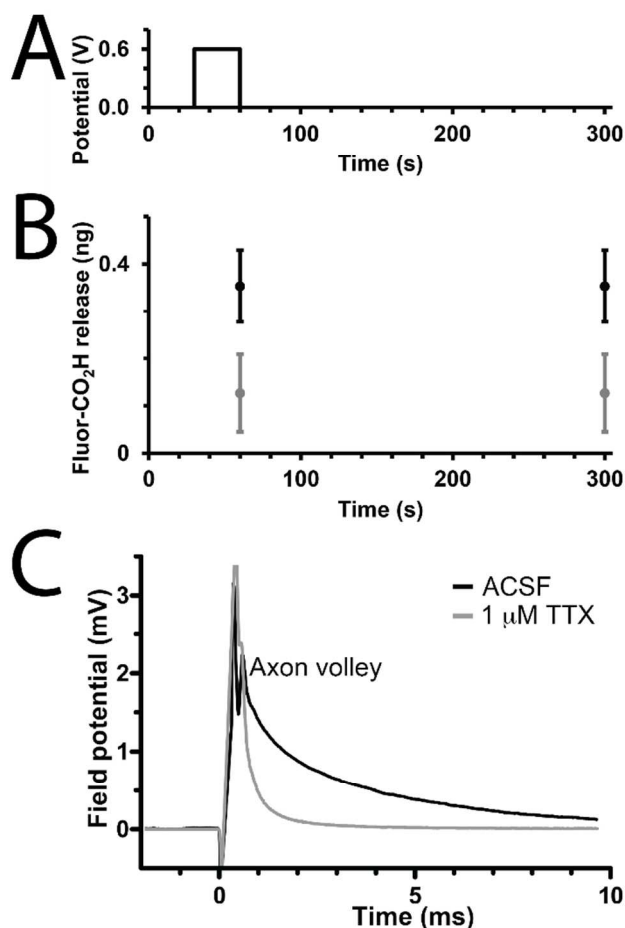 A
Potential (V)
0.6
0.0
0
100
200
300
Time (s)
B
Fluor-CO₂H release (ng)
0.4
0
0
100
200
300
Time (s)
C
Field potential (mV)
3
2
1
0
ACSF
1 μM TTX
Axon volley
0
5
10
Time (ms)